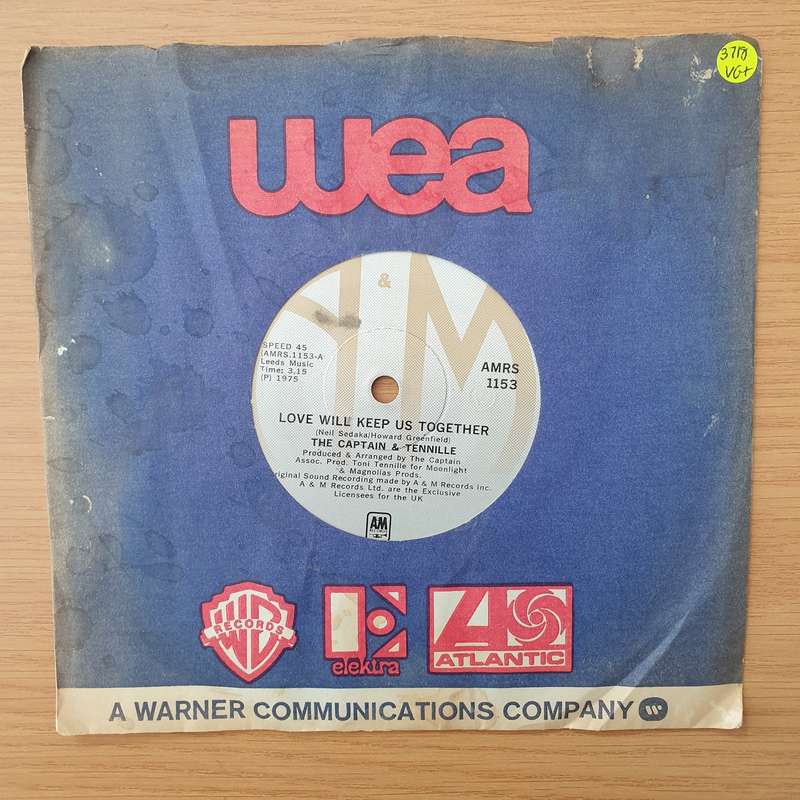 3718
VG+
wea
&
A M
SPEED 45
(AMRS.1153-A
Leeds Music
Time: 3.15
(P) 1975
AMRS
1153
LOVE WILL KEEP US TOGETHER
(Neil Sedaka/Howard Greenfield)
THE CAPTAIN & TENNILLE
Produced & Arranged by The Captain
Assoc. Prod. Toni Tennille for Moonlight
& Magnolias Prods.
riginal Sound Recording made by A & M Records Inc.
A & M Records Ltd. are the Exclusive
Licensees for the UK
AM
WB
RECORDS
E
elektra
A
ATLANTIC
A WARNER COMMUNICATIONS COMPANY